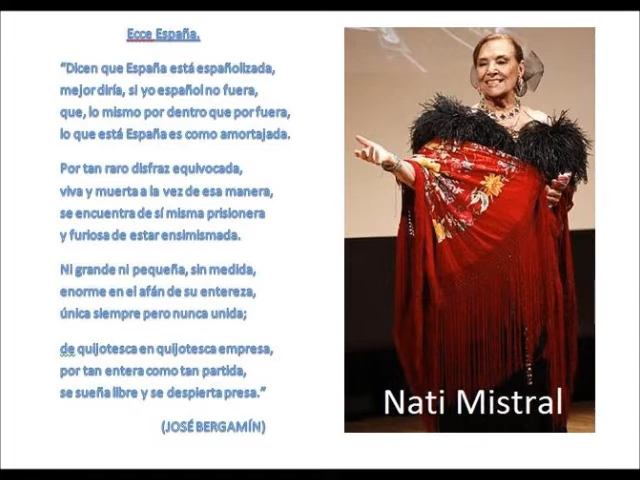 Ecce España.
“Dicen que España está españolizada,
mejor diría, si yo español no fuera,
que, lo mismo por dentro que por fuera,
lo que está España es como amortajada.
Por tan raro disfraz equivocada,
viva y muerta a la vez de esa manera,
se encuentra de sí misma prisionera
y furiosa de estar ensimismada.
Ni grande ni pequeña, sin medida,
enorme en el afán de su entereza,
única siempre pero nunca unida;
de quijotesca en quijotesca empresa,
por tan entera como tan partida,
se sueña libre y se despierta presa.”
(JOSÉ BERGAMÍN)
Nati Mistral